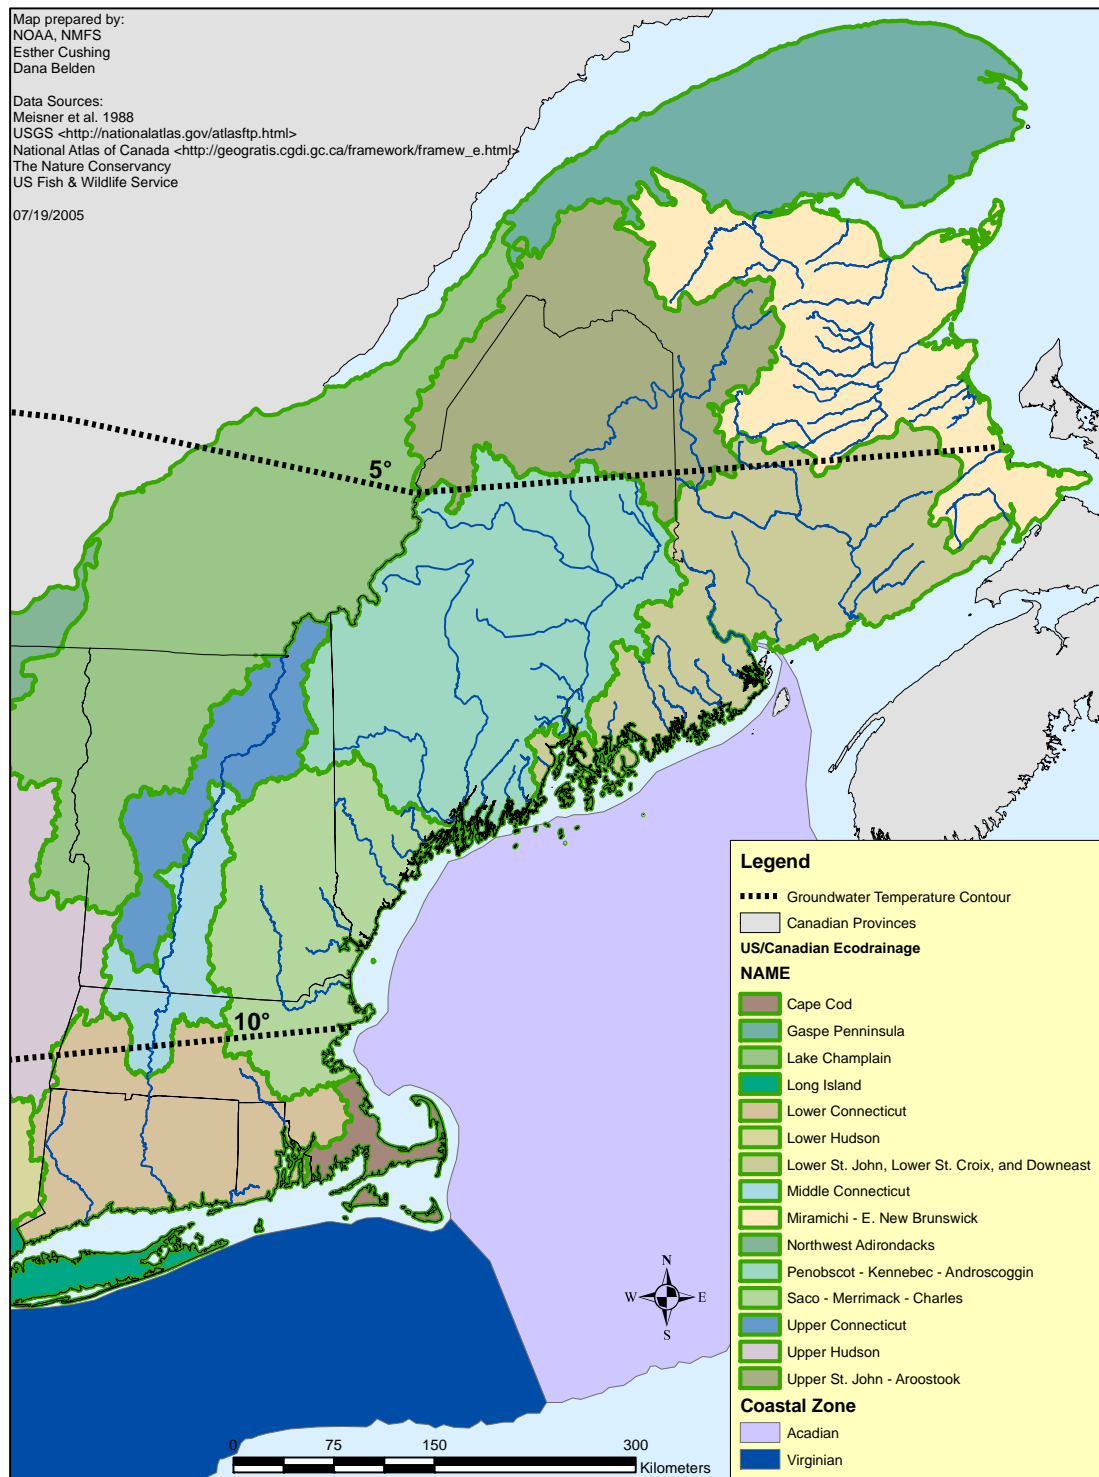 Map prepared by:
NOAA, NMFS
Esther Cushing
Dana Belden
Data Sources:
Meisner et al. 1988
USGS <http://nationalatlas.gov/atlasftp.html>
National Atlas of Canada <http://geogratis.cgdi.gc.ca/framework/framew_e.html>
The Nature Conservancy
US Fish & Wildlife Service
07/19/2005
5°
10°
Legend
Groundwater Temperature Contour
Canadian Provinces
US/Canadian Ecodrainage
NAME
Cape Cod
Gaspe Penninsula
Lake Champlain
Long Island
Lower Connecticut
Lower Hudson
Lower St. John, Lower St. Croix, and Downeast
Middle Connecticut
Miramichi - E. New Brunswick
Northwest Adirondacks
Penobscot - Kennebec - Androscoggin
Saco - Merrimack - Charles
Upper Connecticut
Upper Hudson
Upper St. John - Aroostook
Coastal Zone
Acadian
Virginian
N
W E
S
0 75 150 300
Kilometers